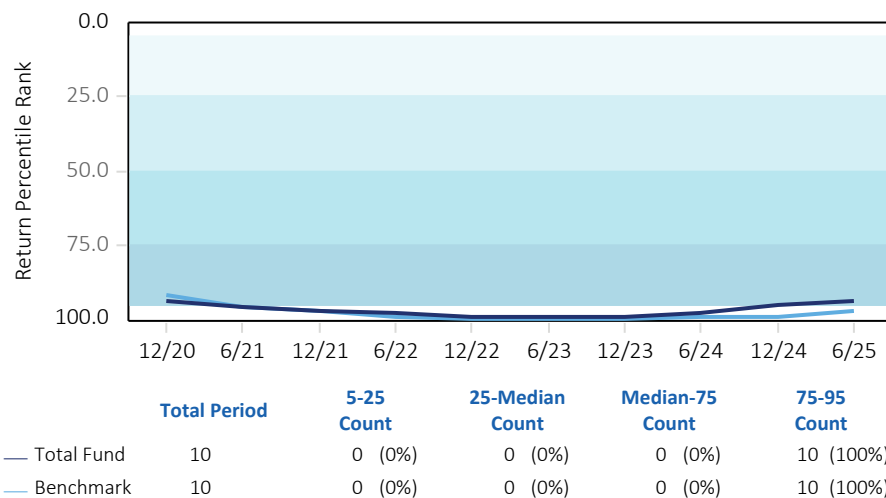 Return Percentile Rank
0.0
25.0
50.0
75.0
100.0
12/20 6/21 12/21 6/22 12/22 6/23 12/23 6/24 12/24 6/25
Total Period 5-25 Count 25-Median Count Median-75 Count 75-95 Count
Total Fund 10 0 (0%) 0 (0%) 0 (0%) 10 (100%)
Benchmark 10 0 (0%) 0 (0%) 0 (0%) 10 (100%)